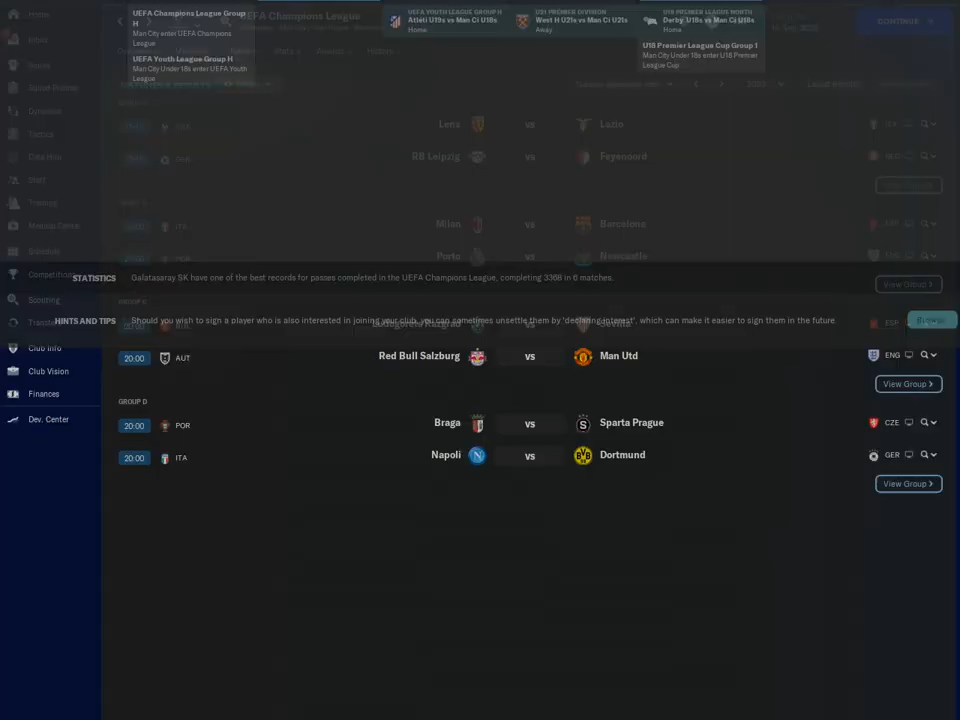 Home
UEFA Champions League Group
H
Man City enter UEFA Champions
League
UEFA Youth League Group H
Man City Under 18s enter UEFA Youth
League
Champions League
UEFA YOUTH LEAGUE GROUP H
Atleti U19s vs Man Ci U18s
Home
U21 PREMIER DIVISION
West H U21s vs Man Ci U21s
Away
U18 PREMIER LEAGUE NORTH
Derby U18s vs Man Ci U18s
Home
U18 Premier League Cup Group 1
Man City Under 18s enter U18 Premier
League Cup
CONTINUE
Squad
Dynamics
Tactics
Data Hub
Staff
Training
Medical Centre
Schedule
Competitions
Scouting
Club Info
Club Vision
Finances
Dev. Center
Lens vs Lazio
RB Leipzig vs Feyenoord
Milan vs Barcelona
ITA
Porto vs Newcastle
STATISTICS Galatasaray SK have one of the best records for passes completed in the UEFA Champions League, completing 3368 in 6 matches.
View Group >
GROUP C
HINTS AND TIPS Should you wish to sign a player who is also interested in joining your club, you can sometimes unsettle them by 'declaring interest', which can make it easier to sign them in the future.
Ludogorets Razgrad vs Sevilla
ESP
Browse
20:00 AUT Red Bull Salzburg vs Man Utd ENG
View Group >
GROUP D
20:00 POR Braga vs Sparta Prague CZE
20:00 ITA Napoli vs Dortmund GER
View Group >